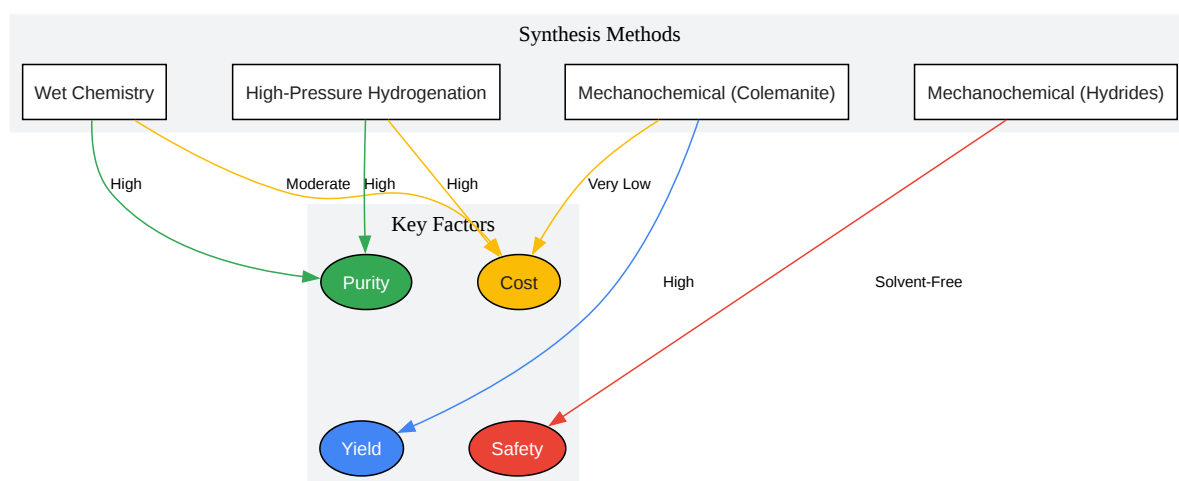 Synthesis Methods
Wet Chemistry
High-Pressure Hydrogenation
Mechanochemical (Colemanite)
Mechanochemical (Hydrides)
High
Moderate
High
High
Very Low
Key Factors
Purity
Cost
High
Solvent-Free
Yield
Safety